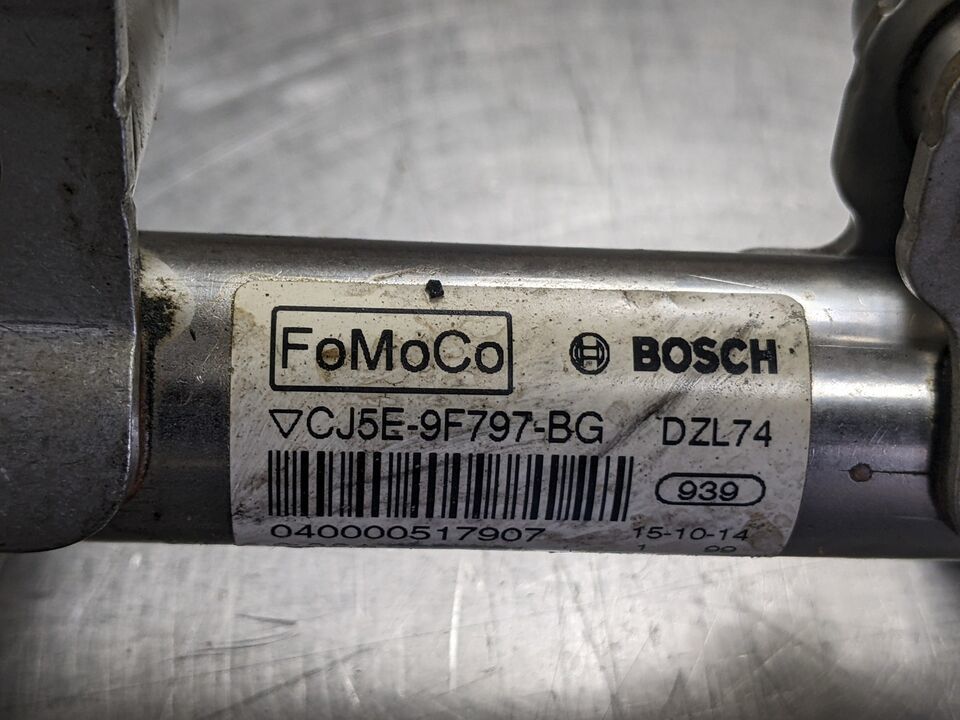 FoMoCo BOSCH
▽CJ5E-9F797-BG DZL74
939
040000517907 15-10-14